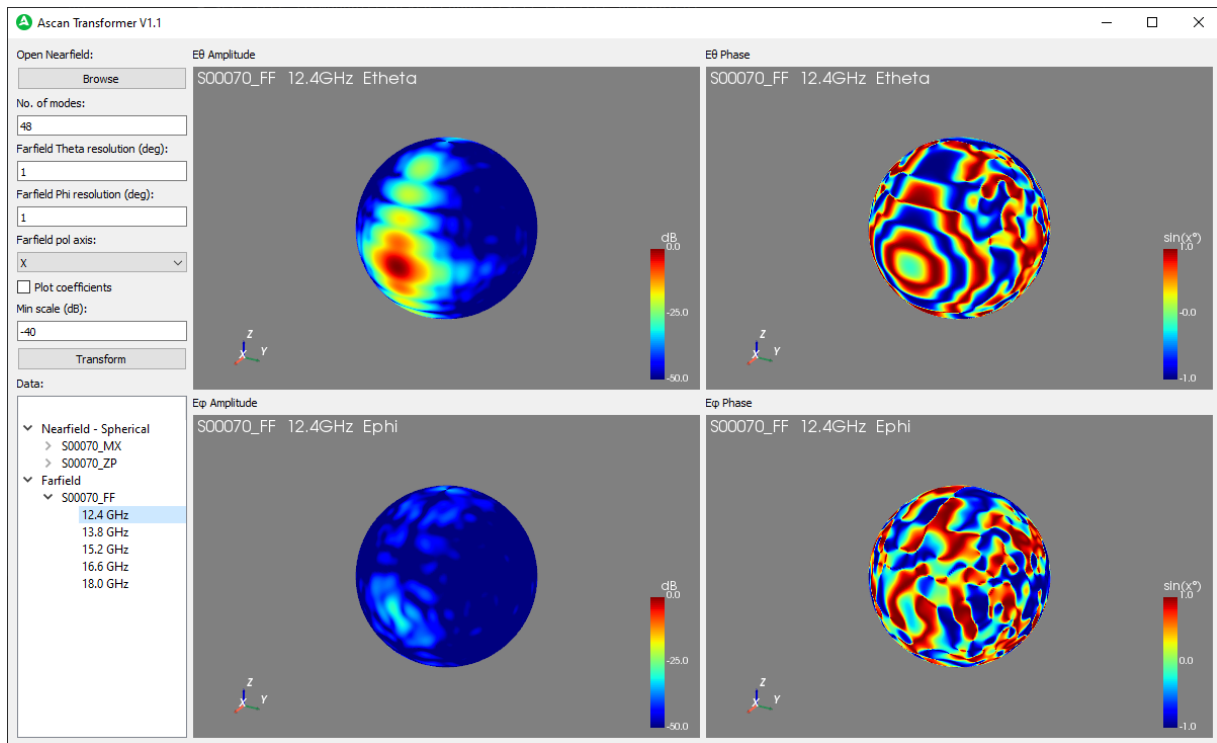 Ascan Transformer V1.1
Open Nearfield:
Browse
No. of modes:
48
Farfield Theta resolution (deg):
1
Farfield Phi resolution (deg):
1
Farfield pol axis:
X
Plot coefficients
Min scale (dB):
-40
Transform
Data:
Nearfield - Spherical
S00070_MX
S00070_ZP
Farfield
S00070_FF
12.4 GHz
13.8 GHz
15.2 GHz
16.6 GHz
18.0 GHz
Eθ Amplitude
S00070_FF 12.4GHz Etheta
dB
0.0
-25.0
-50.0
Z
X
Y
Eθ Phase
S00070_FF 12.4GHz Etheta
sin(x°)
1.0
-0.0
-1.0
Z
X
Y
Eφ Amplitude
S00070_FF 12.4GHz Ephi
dB
0.0
-25.0
-50.0
Z
X
Y
Eφ Phase
S00070_FF 12.4GHz Ephi
sin(x°)
1.0
0.0
-1.0
Z
X
Y